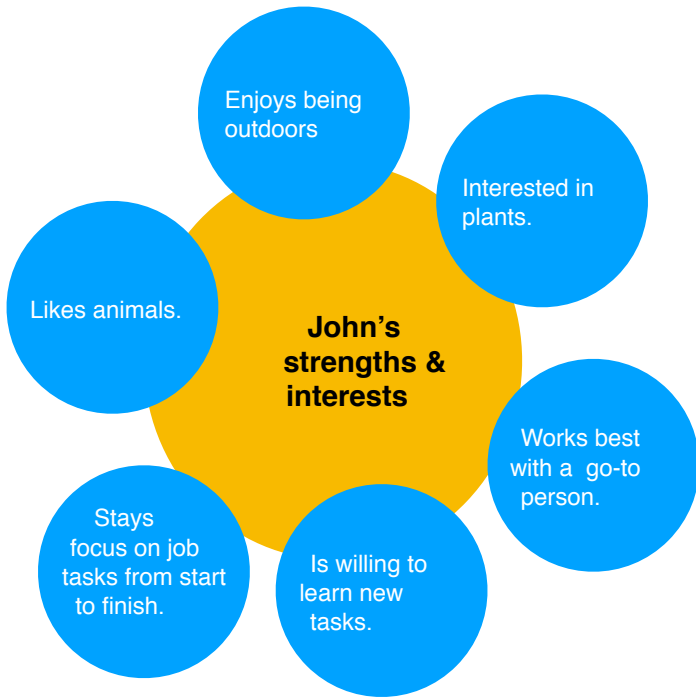 Enjoys being
outdoors
Interested in
plants.
Likes animals.
John's
strengths &
interests
Works best
with a go-to
person.
Stays
focus on job
tasks from start
to finish.
Is willing to
learn new
tasks.